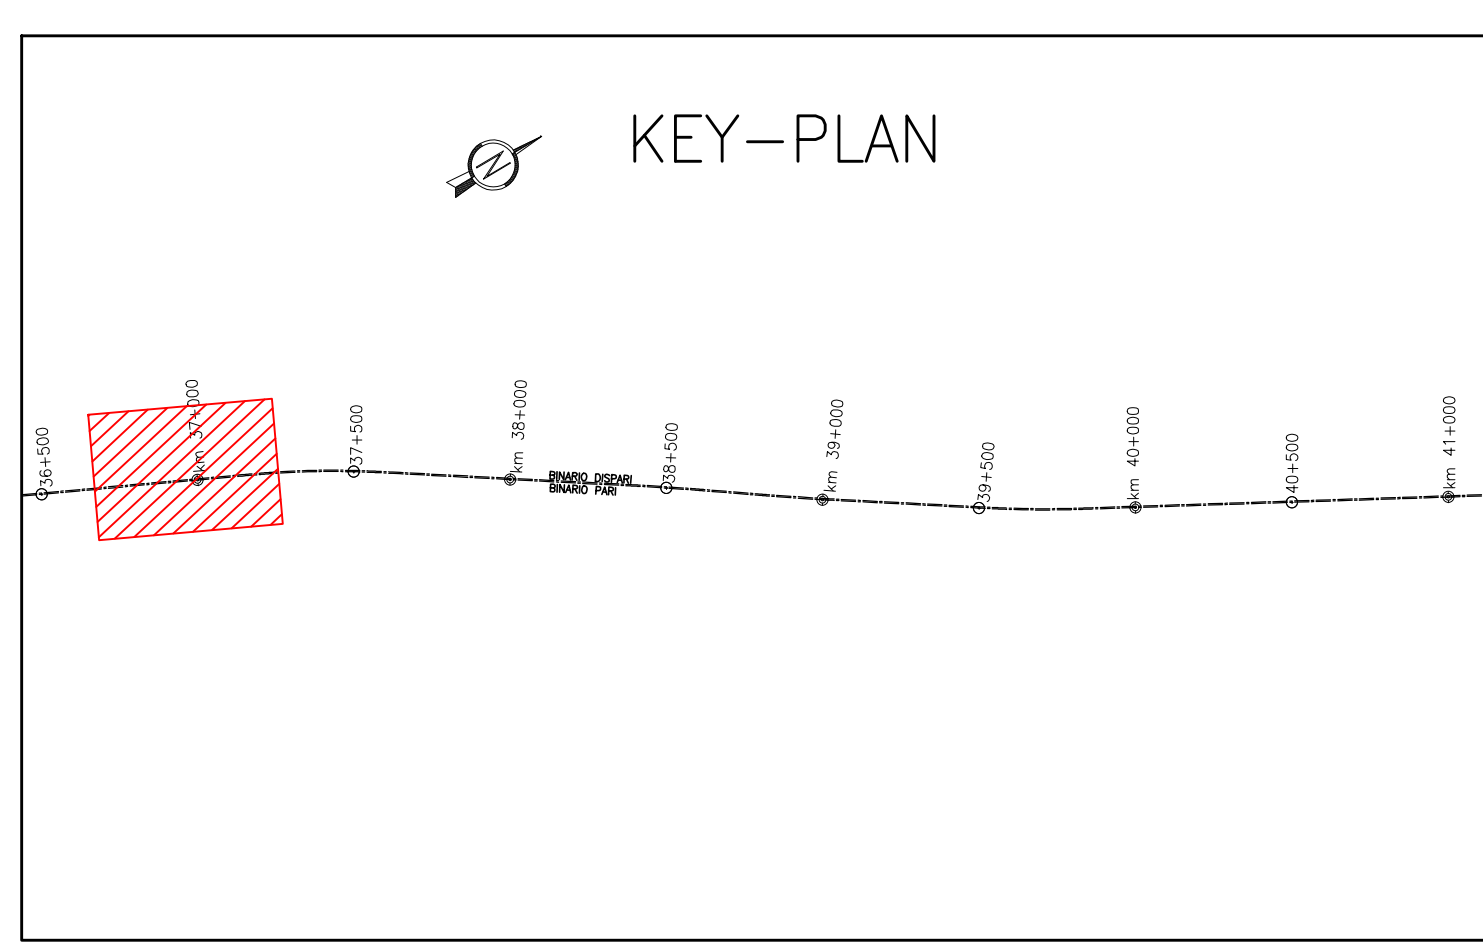 KEY-PLAN
N
36+500
km 37+000
37+500
km 38+000
BINARIO DISPARI
BINARIO PARI
38+500
km 39+000
39+500
km 40+000
40+500
km 41+000